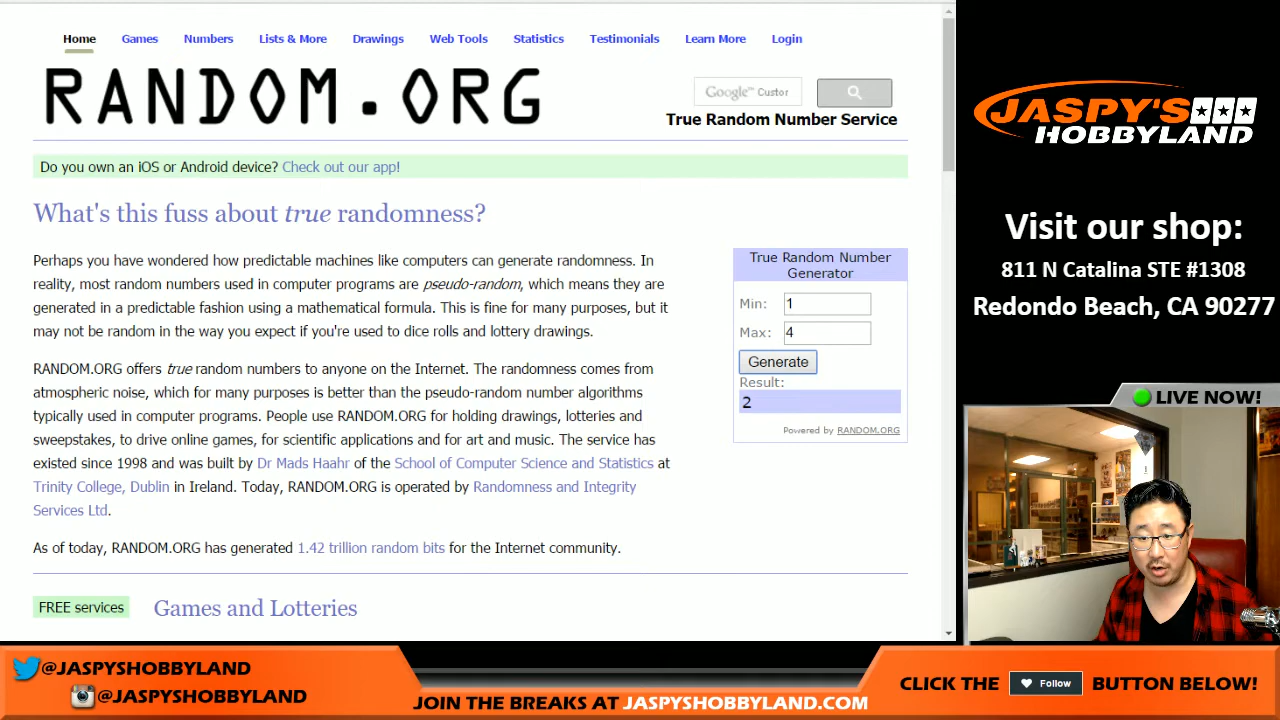 Home Games Numbers Lists & More Drawings Web Tools Statistics Testimonials Learn More Login
RANDOM.ORG
Google™ Custor
True Random Number Service
Do you own an iOS or Android device? Check out our app!
What's this fuss about true randomness?
Perhaps you have wondered how predictable machines like computers can generate randomness. In
reality, most random numbers used in computer programs are pseudo-random, which means they are
generated in a predictable fashion using a mathematical formula. This is fine for many purposes, but it
may not be random in the way you expect if you're used to dice rolls and lottery drawings.
RANDOM.ORG offers true random numbers to anyone on the Internet. The randomness comes from
atmospheric noise, which for many purposes is better than the pseudo-random number algorithms
typically used in computer programs. People use RANDOM.ORG for holding drawings, lotteries and
sweepstakes, to drive online games, for scientific applications and for art and music. The service has
existed since 1998 and was built by Dr Mads Haahr of the School of Computer Science and Statistics at
Trinity College, Dublin in Ireland. Today, RANDOM.ORG is operated by Randomness and Integrity
Services Ltd.
As of today, RANDOM.ORG has generated 1.42 trillion random bits for the Internet community.
FREE services Games and Lotteries
True Random Number
Generator
Min: 1
Max: 4
Generate
Result:
2
Powered by RANDOM.ORG
JASPY'S
HOBBYLAND
Visit our shop:
811 N Catalina STE #1308
Redondo Beach, CA 90277
LIVE NOW!
@JASPYSHOBBYLAND
@JASPYSHOBBYLAND
JOIN THE BREAKS AT JASPYSHOBBYLAND.COM
CLICK THE Follow BUTTON BELOW!